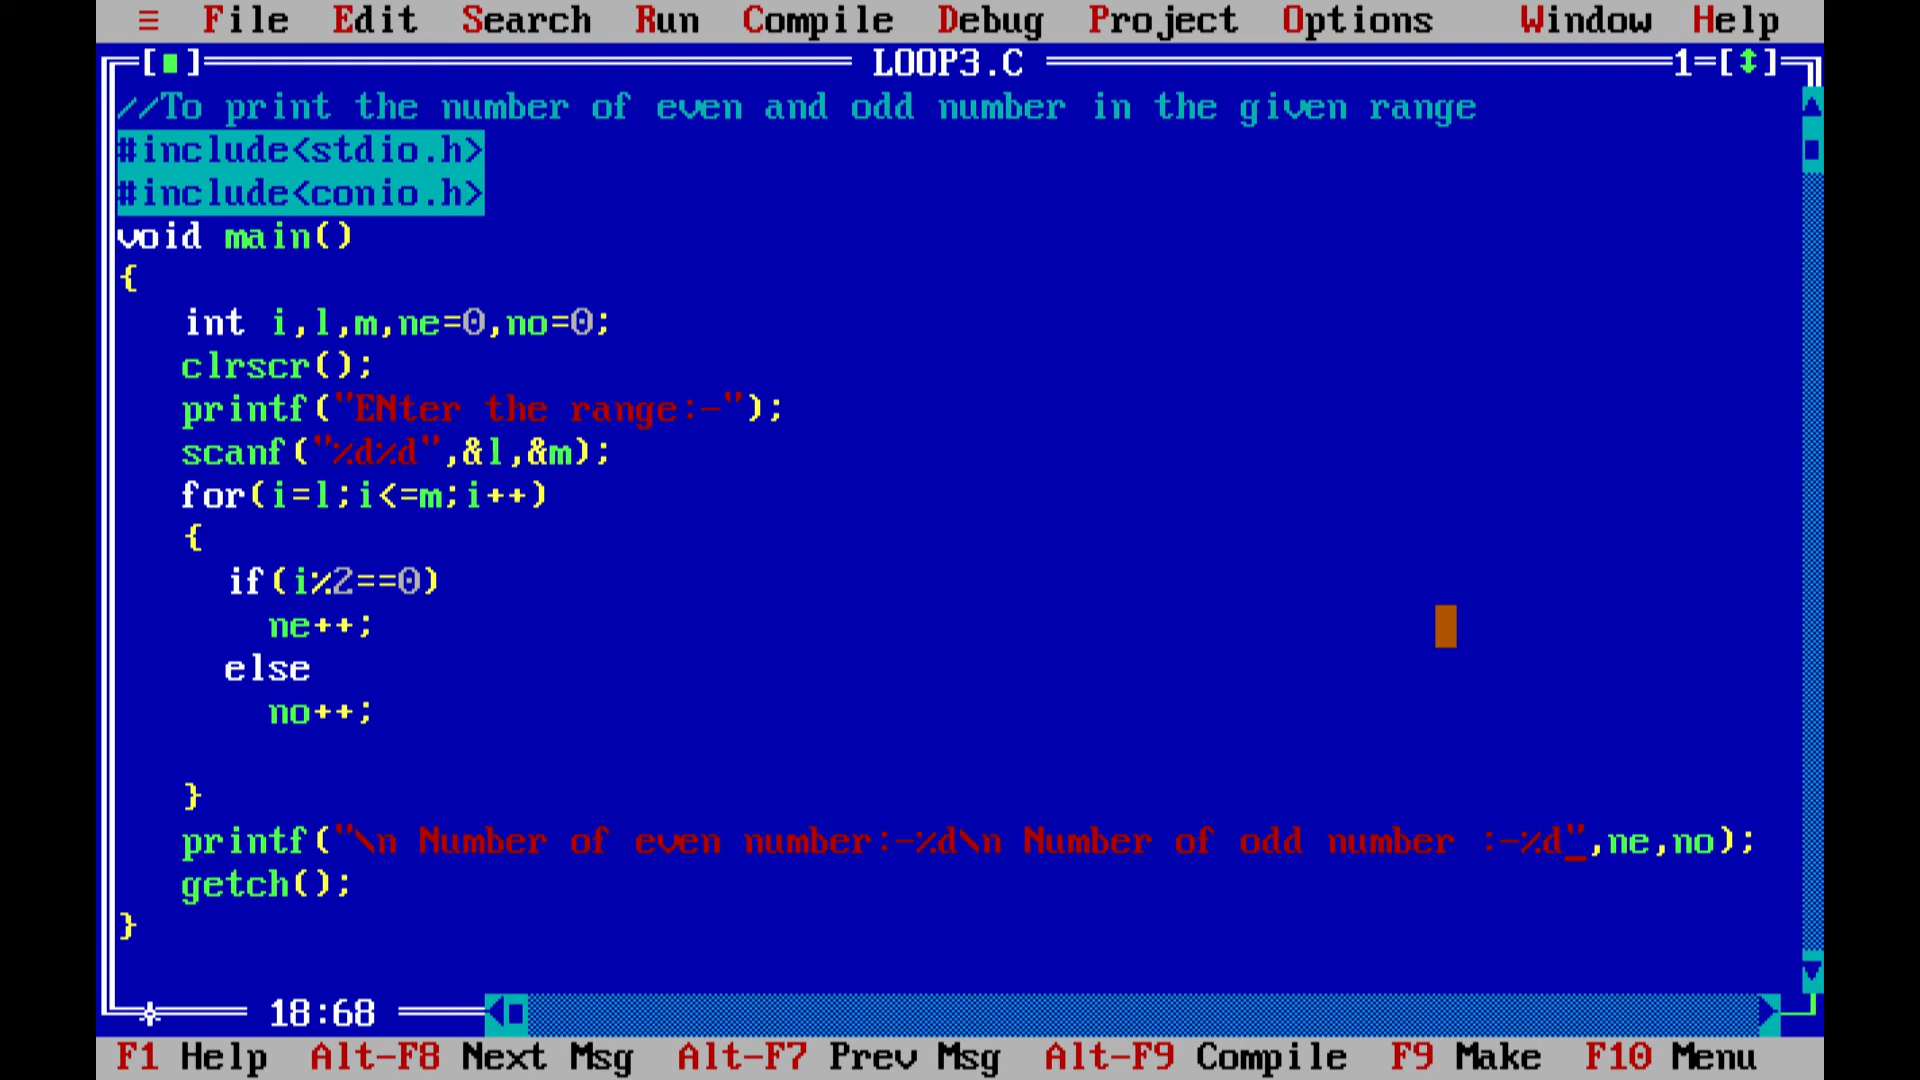 ≡ File Edit Search Run Compile Debug Project Options Window Help
[■] LOOP3.C 1=[↕]
//To print the number of even and odd number in the given range
#include<stdio.h>
#include<conio.h>
void main()
{
int i,l,m,ne=0,no=0;
clrscr();
printf("ENter the range:-");
scanf("%d%d",&l,&m);
for(i=l;i<=m;i++)
{
if(i%2==0)
ne++;
else
no++;
}
printf("\n Number of even number:-%d\n Number of odd number :-%d",ne,no);
getch();
}
18:68
F1 Help Alt-F8 Next Msg Alt-F7 Prev Msg Alt-F9 Compile F9 Make F10 Menu